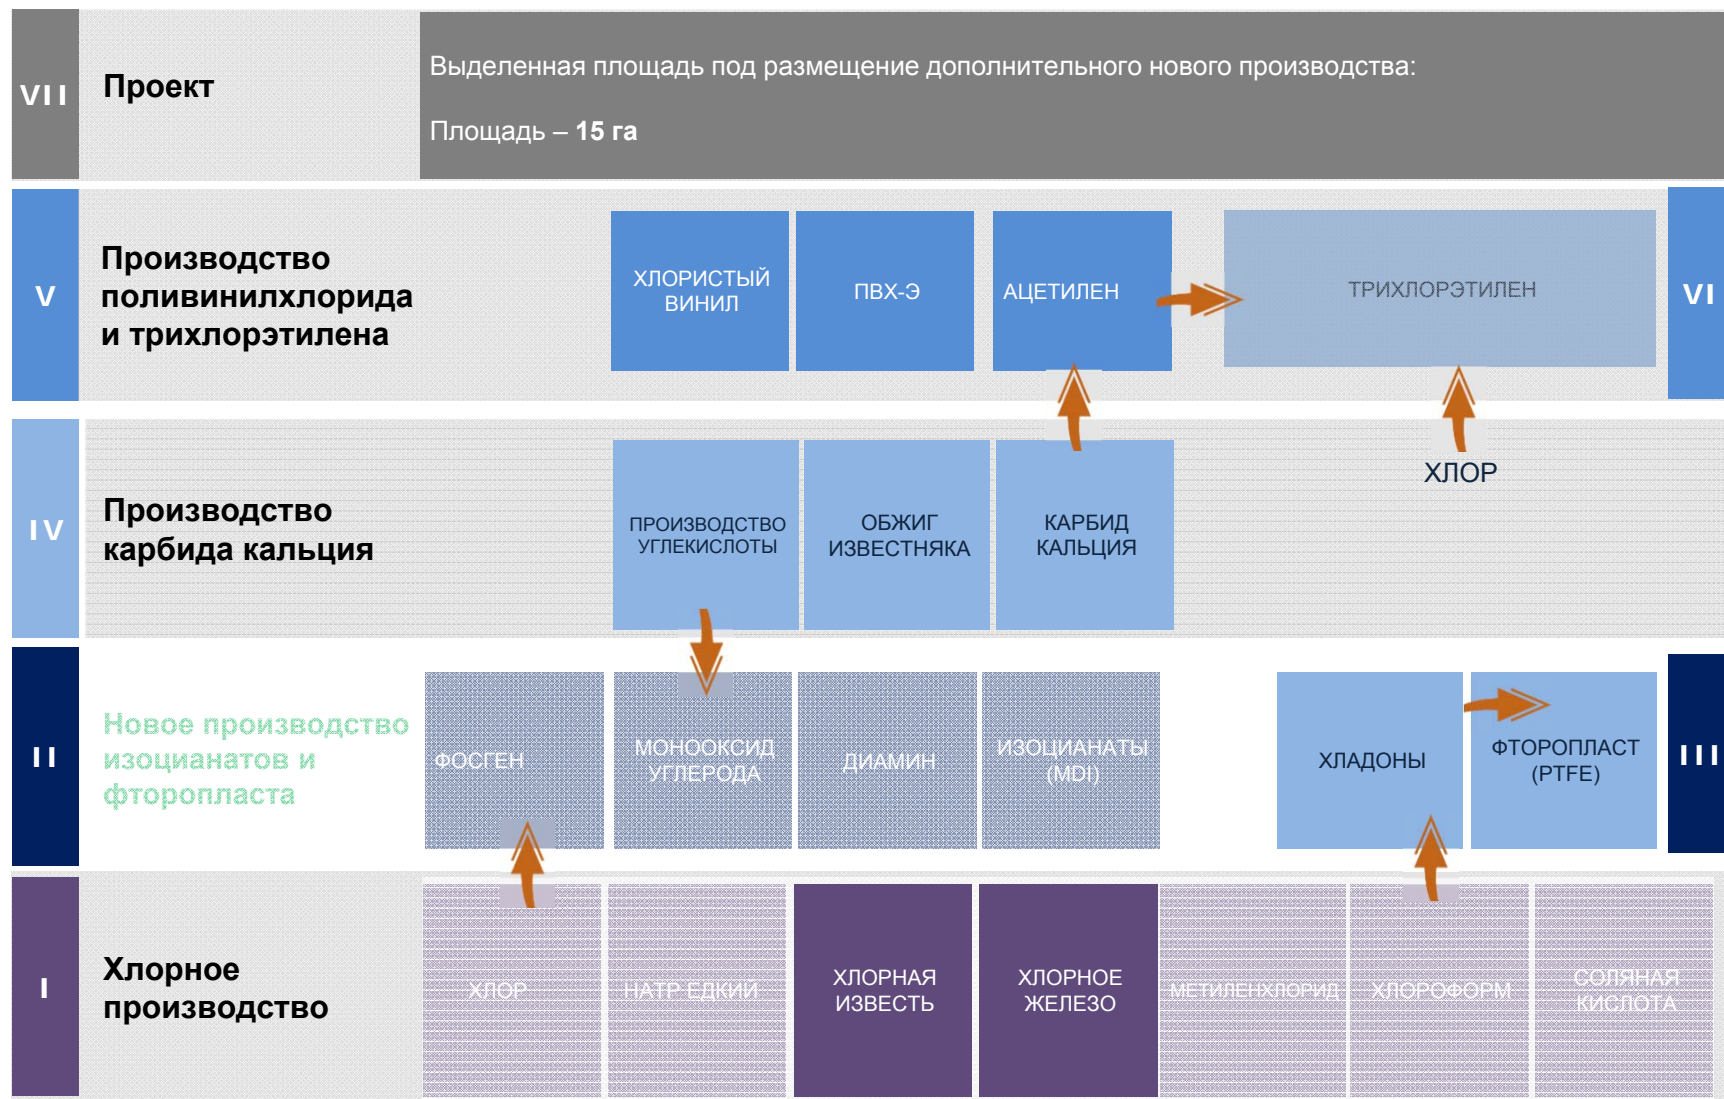 VII
Проект
Выделенная площадь под размещение дополнительного нового производства:
Площадь – 15 га
V
Производство
поливинилхлорида
и трихлорэтилена
ХЛОРИСТЫЙ
ВИНИЛ
ПВХ-Э
АЦЕТИЛЕН
ТРИХЛОРЭТИЛЕН
VI
IV
Производство
карбида кальция
ПРОИЗВОДСТВО
УГЛЕКИСЛОТЫ
ОБЖИГ
ИЗВЕСТНЯКА
КАРБИД
КАЛЬЦИЯ
ХЛОР
II
Новое производство
изоцианатов и
фторопласта
ФОСГЕН
МОНООКСИД
УГЛЕРОДА
ДИАМИН
ИЗОЦИАНАТЫ
(MDI)
ХЛАДОНЫ
ФТОРОПЛАСТ
(PTFE)
III
I
Хлорное
производство
ХЛОР
НАТР ЕДКИЙ
ХЛОРНАЯ
ИЗВЕСТЬ
ХЛОРНОЕ
ЖЕЛЕЗО
МЕТИЛЕНХЛОРИД
ХЛОРОФОРМ
СОЛЯНАЯ
КИСЛОТА